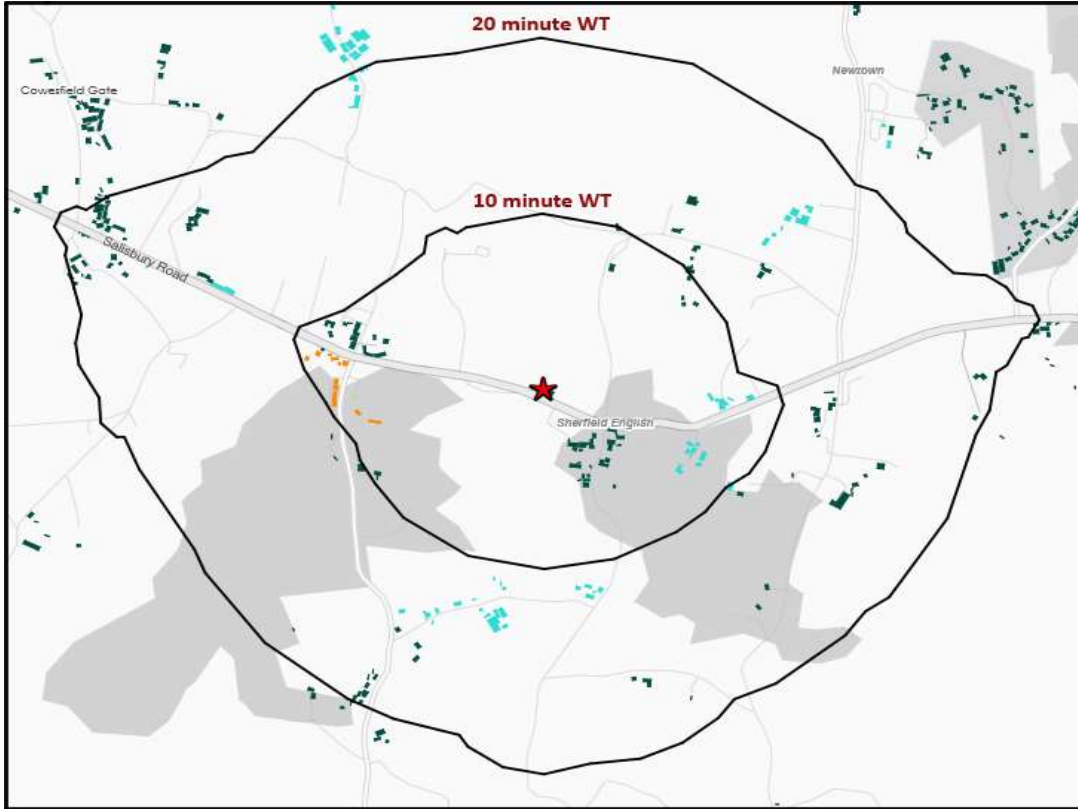 20 minute WT
Newtown
Cowesfield Gate
10 minute WT
Salisbury Road
Sherfield English